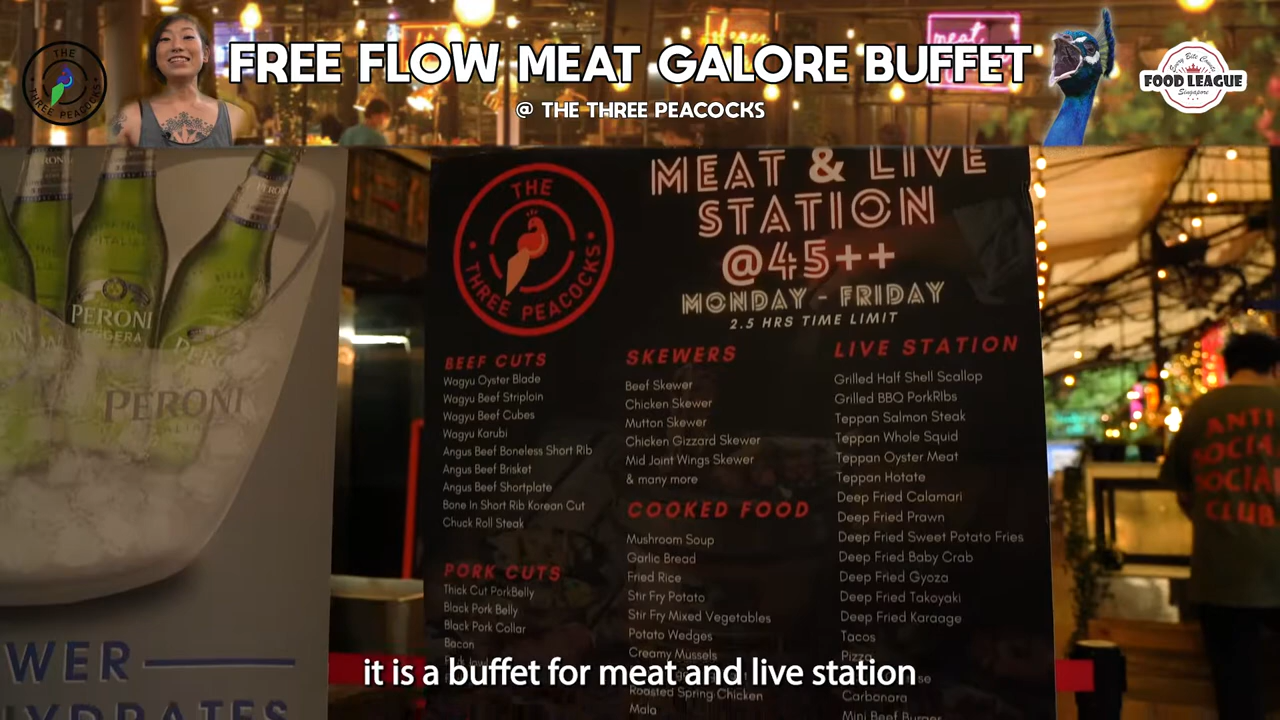 FREE FLOW MEAT GALORE BUFFET
@ THE THREE PEACOCKS
THE THREE PEACOCKS
Every Bite Counts
FOOD LEAGUE
Singapore
PERONI
PERONI
PERONI
WER
YDRATES
THE THREE PEACOCKS
MEAT & LIVE
STATION
@45++
MONDAY - FRIDAY
2.5 HRS TIME LIMIT
BEEF CUTS
Wagyu Oyster Blade
Wagyu Beef Striploin
Wagyu Beef Cubes
Wagyu Karubi
Angus Beef Boneless Short Rib
Angus Beef Brisket
Angus Beef Shortplate
Bone In Short Rib Korean Cut
Chuck Roll Steak
PORK CUTS
Thick Cut PorkBelly
Black Pork Belly
Black Pork Collar
Bacon
SKEWERS
Beef Skewer
Chicken Skewer
Mutton Skewer
Chicken Gizzard Skewer
Mid Joint Wings Skewer
& many more
COOKED FOOD
Mushroom Soup
Garlic Bread
Fried Rice
Stir Fry Potato
Stir Fry Mixed Vegetables
Potato Wedges
Creamy Mussels
Roasted Spring Chicken
Mala
LIVE STATION
Grilled Half Shell Scallop
Grilled BBQ PorkRIbs
Teppan Salmon Steak
Teppan Whole Squid
Teppan Oyster Meat
Teppan Hotate
Deep Fried Calamari
Deep Fried Prawn
Deep Fried Sweet Potato Fries
Deep Fried Baby Crab
Deep Fried Gyoza
Deep Fried Takoyaki
Deep Fried Karaage
Tacos
Pizza
Carbonara
Mini Beef Burger
ANTI
SOCIAL
SOCIAL
CLUB
it is a buffet for meat and live station